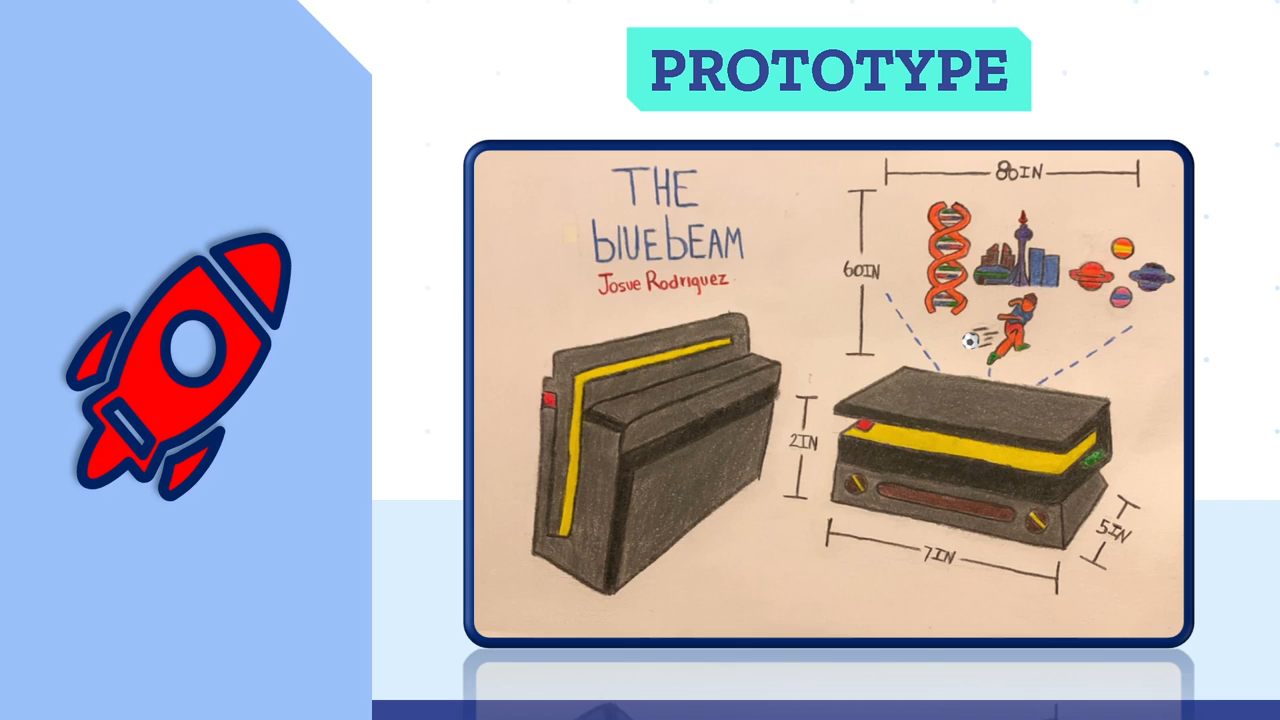 PROTOTYPE
THE
blUEbEAM
Josue Rodriguez
80IN
60IN
2IN
7IN
5IN